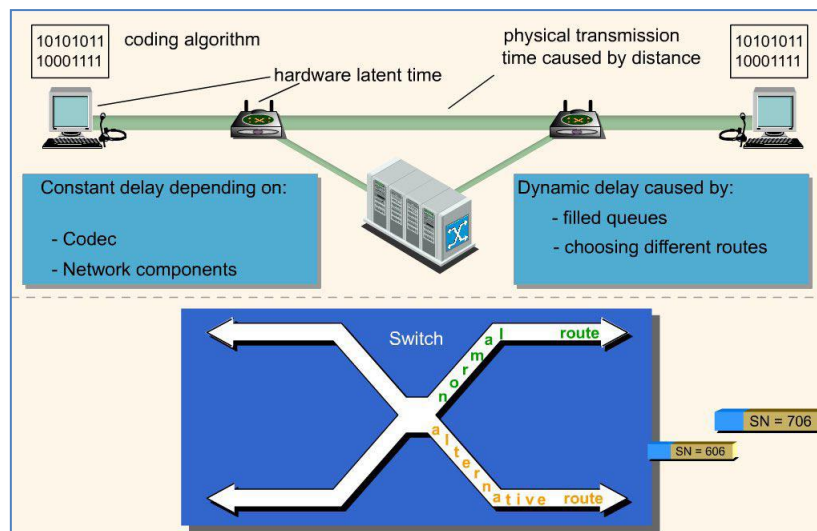 10101011
10001111
coding algorithm
hardware latent time
physical transmission
time caused by distance
10101011
10001111
Constant delay depending on:
- Codec
- Network components
Dynamic delay caused by:
- filled queues
- choosing different routes
Switch
normal route
alternative route
SN = 706
SN = 606